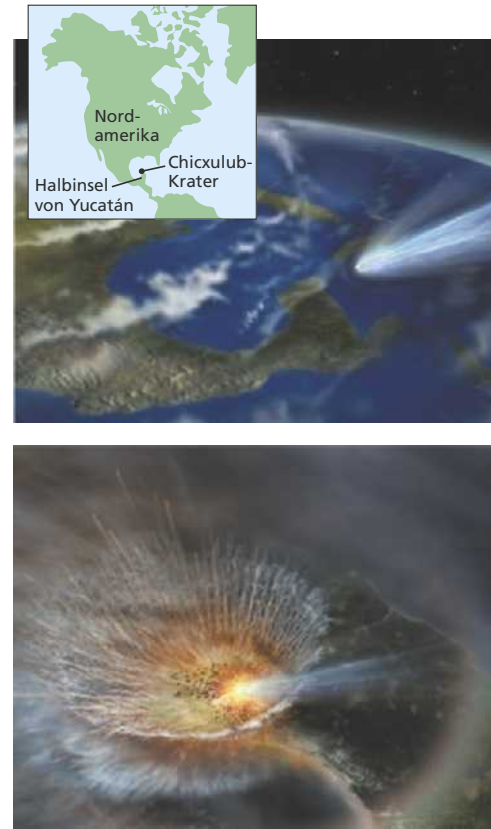 Nord-
amerika
Chicxulub-
Krater
Halbinsel
von Yucatán